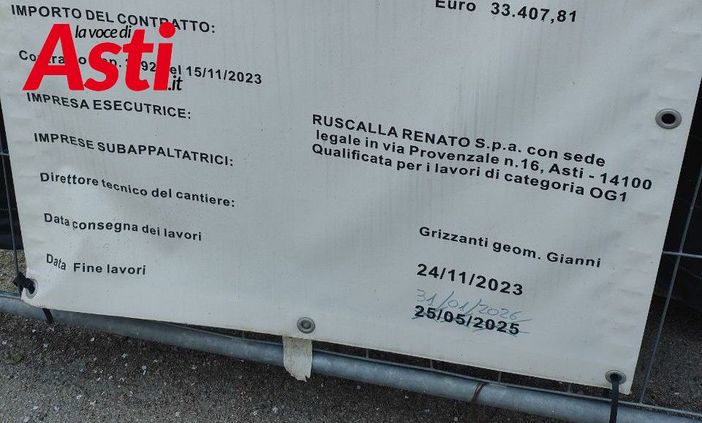 IMPORTO DEL CONTRATTO:
Euro 33.407,81
la voce di
Asti.it
del 15/11/2023
IMPRESA ESECUTRICE:
RUSCALLA RENATO S.p.a. con sede
legale in via Provenzale n.16, Asti - 14100
Qualificata per i lavori di categoria OG1
IMPRESE SUBAPPALTATRICI:
Direttore tecnico del cantiere:
Grizzanti geom. Gianni
Data consegna dei lavori
24/11/2023
Data Fine lavori
31/01/2026
25/05/2025